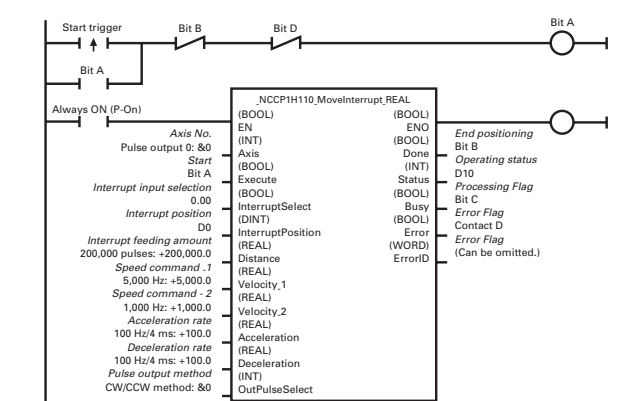 Start trigger
Bit B
Bit D
Bit A
Bit A
Always ON (P-On)
_NCCP1H110_MoveInterrupt_REAL
(BOOL) (BOOL)
EN ENO
Axis No. (INT) (BOOL) End positioning
Pulse output 0: &0 Axis Done Bit B
Start (BOOL) (INT) Operating status
Bit A Execute Status D10
Interrupt input selection (BOOL) (BOOL) Processing Flag
0.00 InterruptSelect Busy Bit C
Interrupt position (DINT) (BOOL) Error Flag
D0 InterruptPosition Error Contact D
Interrupt feeding amount (REAL) (WORD) Error Flag
200,000 pulses: +200,000.0 Distance ErrorID (Can be omitted.)
Speed command .1 (REAL)
5,000 Hz: +5,000.0 Velocity_1
Speed command - 2 (REAL)
1,000 Hz: +1,000.0 Velocity_2
Acceleration rate (REAL)
100 Hz/4 ms: +100.0 Acceleration
Deceleration rate (REAL)
100 Hz/4 ms: +100.0 Deceleration
Pulse output method (INT)
CW/CCW method: &0 OutPulseSelect